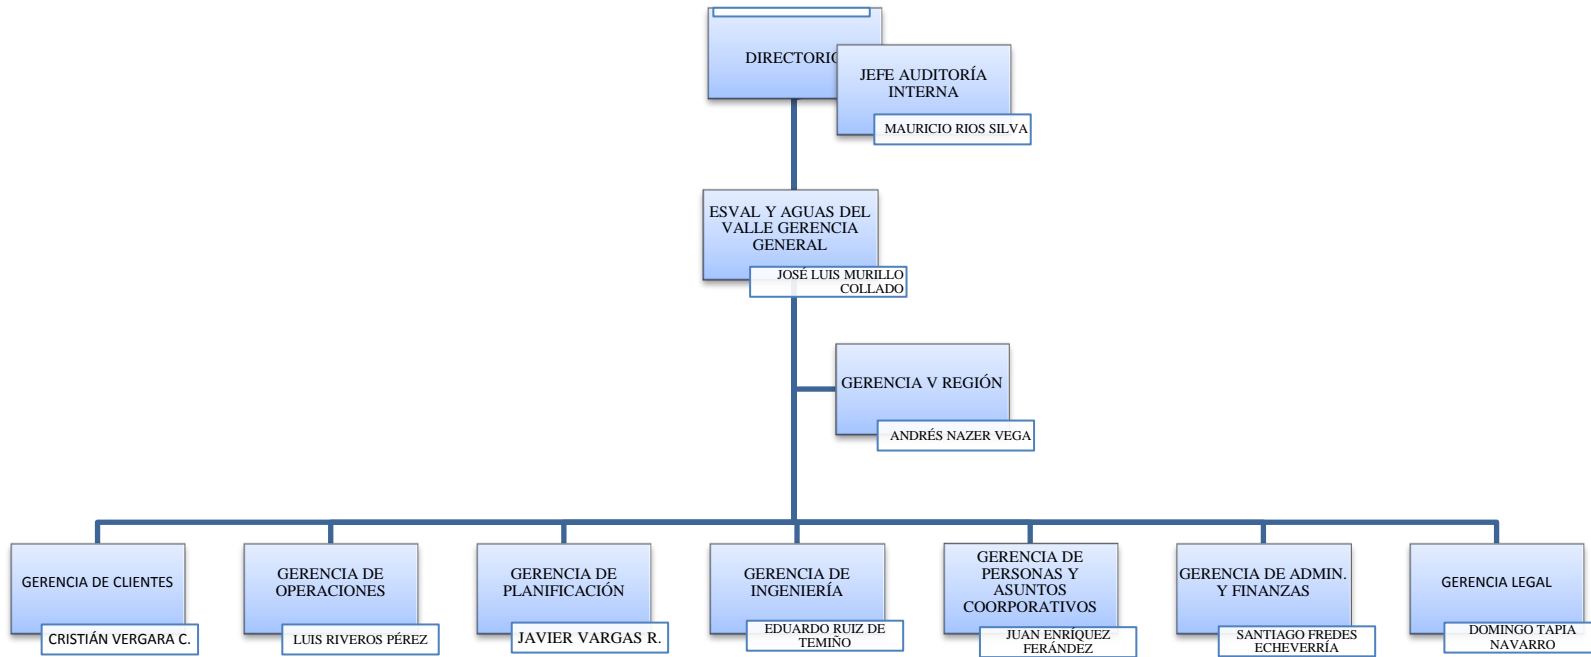 DIRECTORIO
JEFE AUDITORÍA
INTERNA
MAURICIO RIOS SILVA
ESVAL Y AGUAS DEL
VALLE GERENCIA
GENERAL
JOSÉ LUIS MURILLO
COLLADO
GERENCIA V REGIÓN
ANDRÉS NAZER VEGA
GERENCIA DE CLIENTES
CRISTIÁN VERGARA C.
GERENCIA DE
OPERACIONES
LUIS RIVEROS PÉREZ
GERENCIA DE
PLANIFICACIÓN
JAVIER VARGAS R.
GERENCIA DE
INGENIERÍA
EDUARDO RUIZ DE
TEMIÑO
GERENCIA DE
PERSONAS Y
ASUNTOS
COORPORATIVOS
JUAN ENRÍQUEZ
FERÁNDEZ
GERENCIA DE ADMIN.
Y FINANZAS
SANTIAGO FREDES
ECHEVERRÍA
GERENCIA LEGAL
DOMINGO TAPIA
NAVARRO